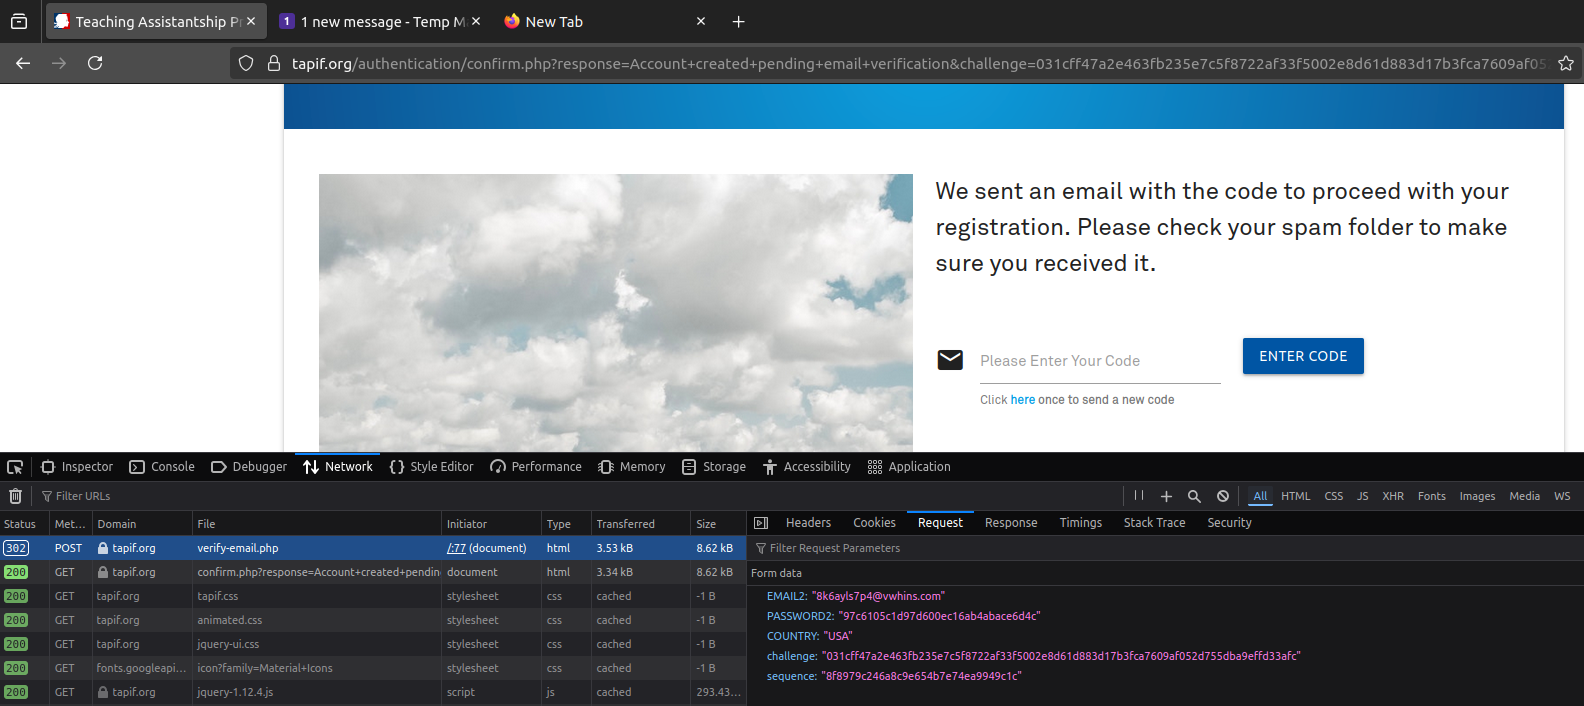 Teaching Assistantship Pr
1 1 new message - Temp M
New Tab
tapif.org/authentication/confirm.php?response=Account+created+pending+email+verification&challenge=031cff47a2e463fb235e7c5f8722af33f5002e8d61d883d17b3fca7609af052
We sent an email with the code to proceed with your
registration. Please check your spam folder to make
sure you received it.
Please Enter Your Code
ENTER CODE
Click here once to send a new code
Inspector Console Debugger Network Style Editor Performance Memory Storage Accessibility Application
Filter URLs
All HTML CSS JS XHR Fonts Images Media WS
Status Met... Domain File Initiator Type Transferred Size
302 POST tapif.org verify-email.php /:77 (document) html 3.53 kB 8.62 kB
200 GET tapif.org confirm.php?response=Account+created+pendin document html 3.34 kB 8.62 kB
200 GET tapif.org tapif.css stylesheet css cached -1 B
200 GET tapif.org animated.css stylesheet css cached -1 B
200 GET tapif.org jquery-ui.css stylesheet css cached -1 B
200 GET fonts.googleapi... icon?family=Material+Icons stylesheet css cached -1 B
200 GET tapif.org jquery-1.12.4.js script js cached 293.43...
Headers Cookies Request Response Timings Stack Trace Security
Filter Request Parameters
Form data
EMAIL2: "8k6ayls7p4@vwhins.com"
PASSWORD2: "97c6105c1d97d600ec16ab4abace6d4c"
COUNTRY: "USA"
challenge: "031cff47a2e463fb235e7c5f8722af33f5002e8d61d883d17b3fca7609af052d755dba9effd33afc"
sequence: "8f8979c246a8c9e654b7e74ea9949c1c"